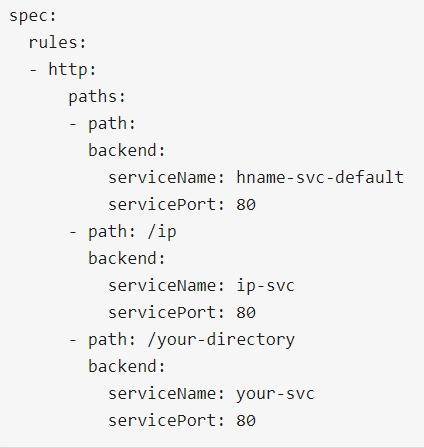 spec:
  rules:
  - http:
      paths:
      - path:
        backend:
          serviceName: hname-svc-default
          servicePort: 80
      - path: /ip
        backend:
          serviceName: ip-svc
          servicePort: 80
      - path: /your-directory
        backend:
          serviceName: your-svc
          servicePort: 80